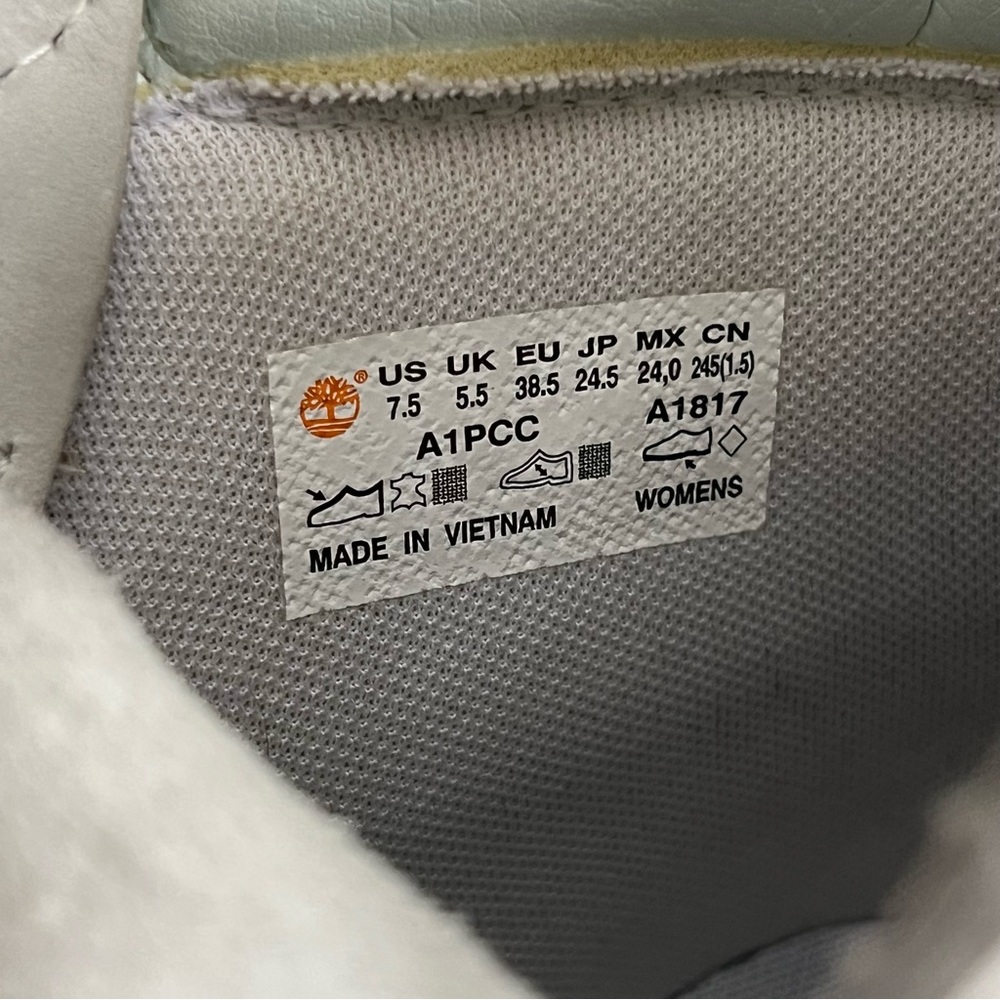 ® US UK EU JP MX CN
7.5 5.5 38.5 24.5 24,0 245(1.5)
A1PCC A1817
WOMENS
MADE IN VIETNAM